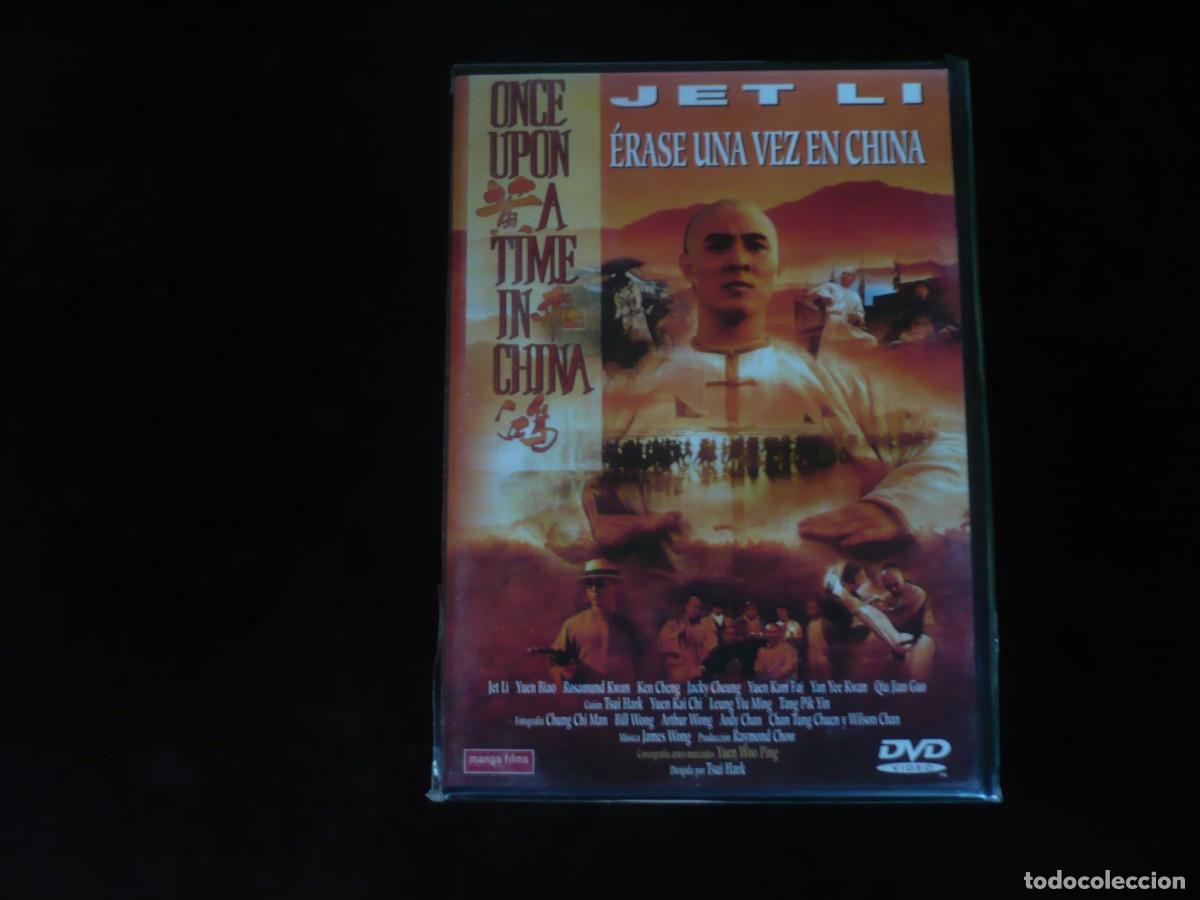 ONCE
UPON
黃 A
TIME
IN 飛
CHINA
鴻
JET LI
ÉRASE UNA VEZ EN CHINA
Jet Li Yuen Biao Rosamund Kwan Ken Cheng Jacky Cheung Yuen Kam Fai Yan Yee Kwan Qiu Jian Guo
Guión Tsui Hark Yuen Kai Chi Leung Yiu Ming Tang Pik Yin
Fotografía Chung Chi Man Bill Wong Arthur Wong Ardy Chan Chan Tung Chuen y Wilson Chan
Música James Wong Producción Raymond Chow
Coreografía artes marciales Yuen Woo Ping
Dirigida por Tsui Hark
manga films
DVD
VIDEO
todocoleccion